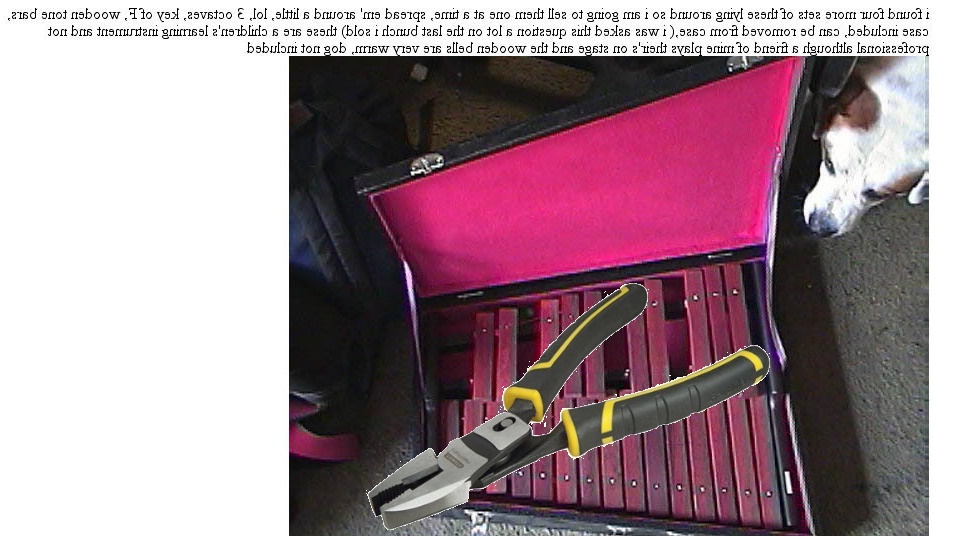 i found four more sets of these lying around so i am going to sell them one at a time, spread em' around a little, lol, 3 octaves, key of F, wooden tone bars,
case included, can be removed from case,( i was asked this question a lot on the last bunch i sold) these are a children's learning instrument and not
professional although a friend of mine plays their's on stage and the wooden bells are very warm, dog not included